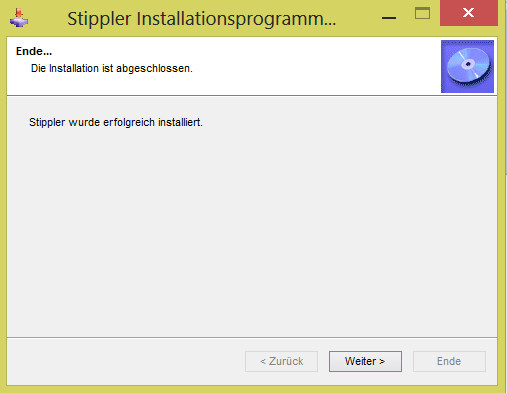 Stippler Installationsprogramm...
Ende...
Die Installation ist abgeschlossen.
Stippler wurde erfolgreich installiert.
< Zurück
Weiter >
Ende